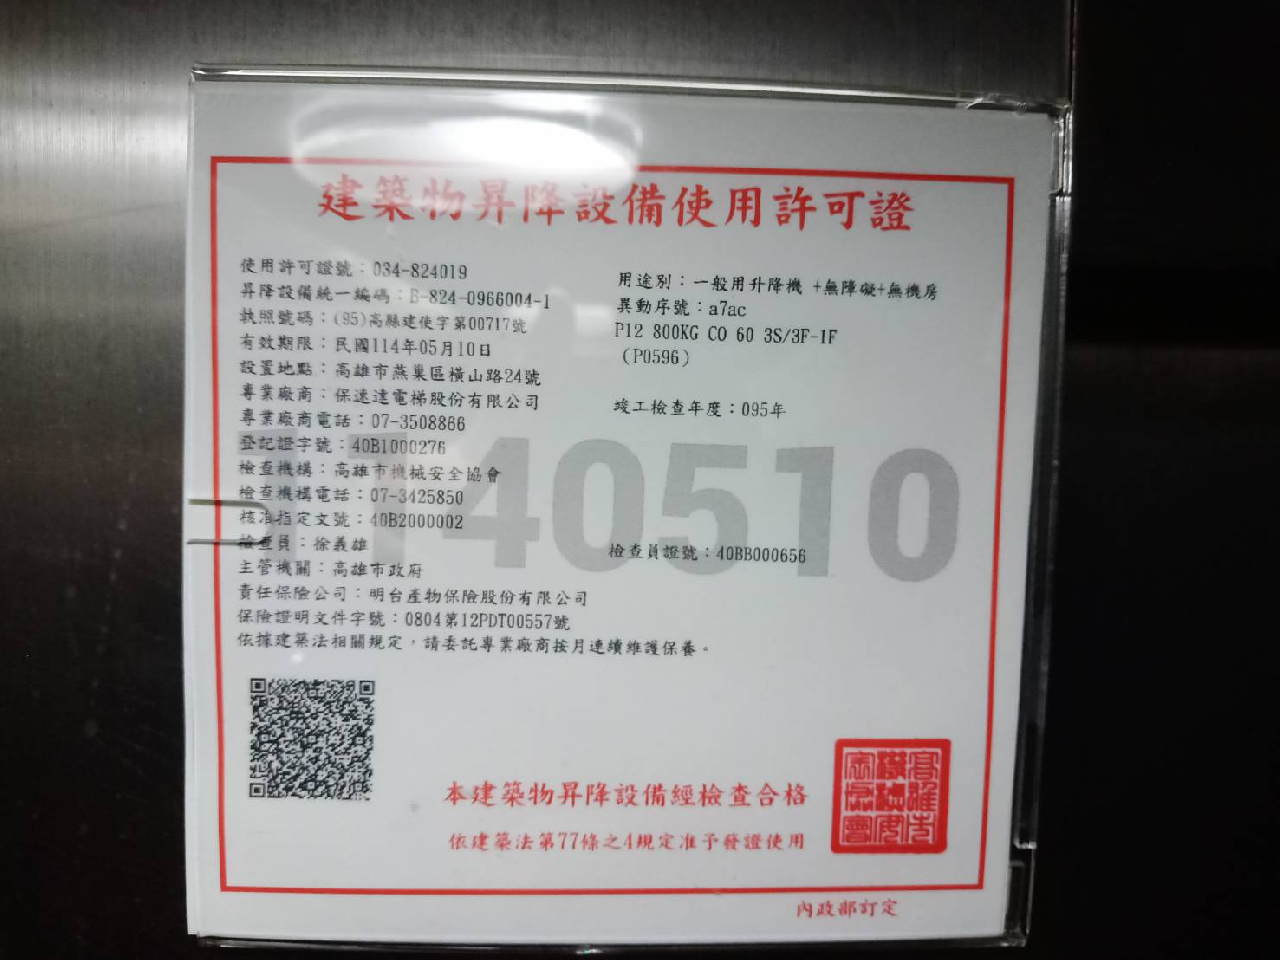 建築物昇降設備使用許可證
使用許可證號：034-824019
昇降設備統一編碼：B-824-0966004-1
執照號碼：(95)高縣建使字第00717號
有效期限：民國114年05月10日
設置地點：高雄市燕巢區橫山路24號
專業廠商：保速達電梯股份有限公司
專業廠商電話：07-3508866
登記證字號：40B1000276
檢查機構：高雄市機械安全協會
檢查機構電話：07-3425850
核准指定文號：40B2000002
檢查員：徐義雄
主管機關：高雄市政府
責任保險公司：明台產物保險股份有限公司
保險證明文件字號：0804第12PDT00557號
依據建築法相關規定，請委託專業廠商按月連續維護保養。
用途別：一般用升降機 +無障礙+無機房
異動序號：a7ac
P12 800KG CO 60 3S/3F-1F
(P0596)
竣工檢查年度：095年
檢查員證號：40BB000656
1140510
本建築物昇降設備經檢查合格
依建築法第77條之4規定准予發證使用
內政部訂定